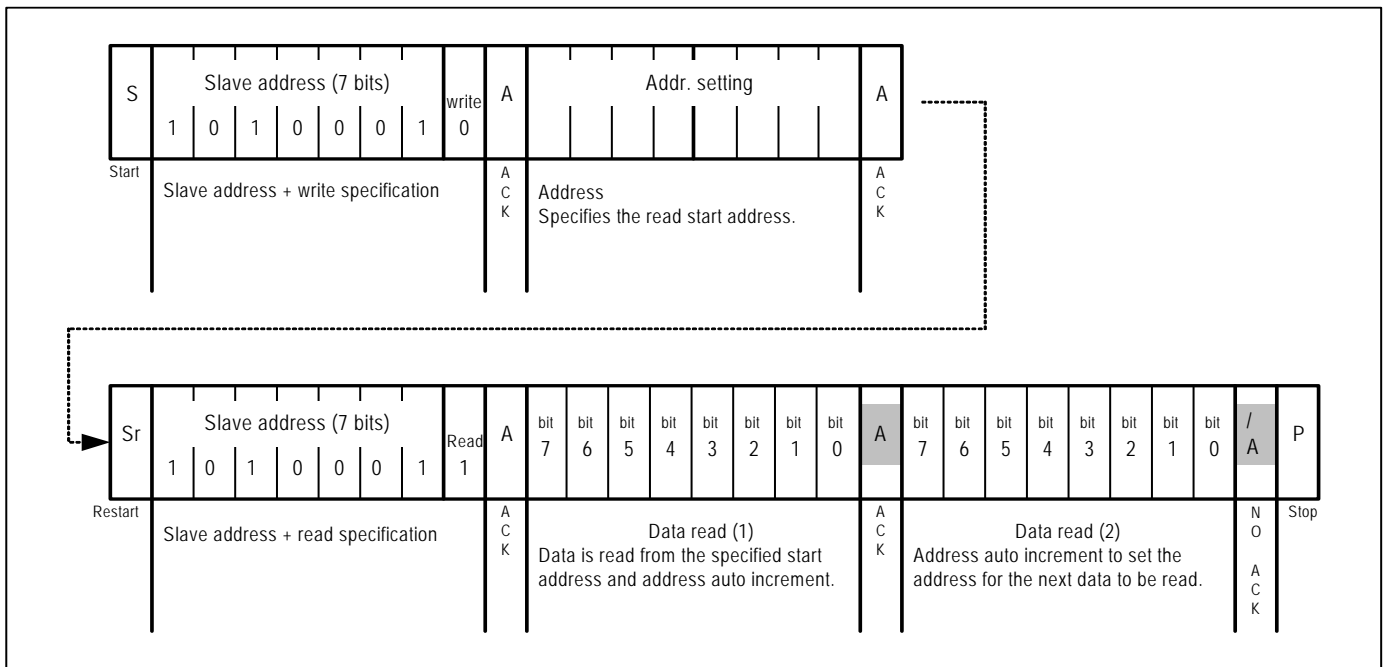 S Slave address (7 bits) write A Addr. setting A
1 0 1 0 0 0 1 0
Start
Slave address + write specification
A
C
K
Address
Specifies the read start address.
A
C
K
Sr Slave address (7 bits) Read A bit bit bit bit bit bit bit bit A bit bit bit bit bit bit bit bit / A P
1 0 1 0 0 0 1 1 7 6 5 4 3 2 1 0 7 6 5 4 3 2 1 0
Restart
Slave address + read specification
A
C
K
Data read (1)
Data is read from the specified start
address and address auto increment.
A
C
K
Data read (2)
Address auto increment to set the
address for the next data to be read.
N
O
A
C
K
Stop